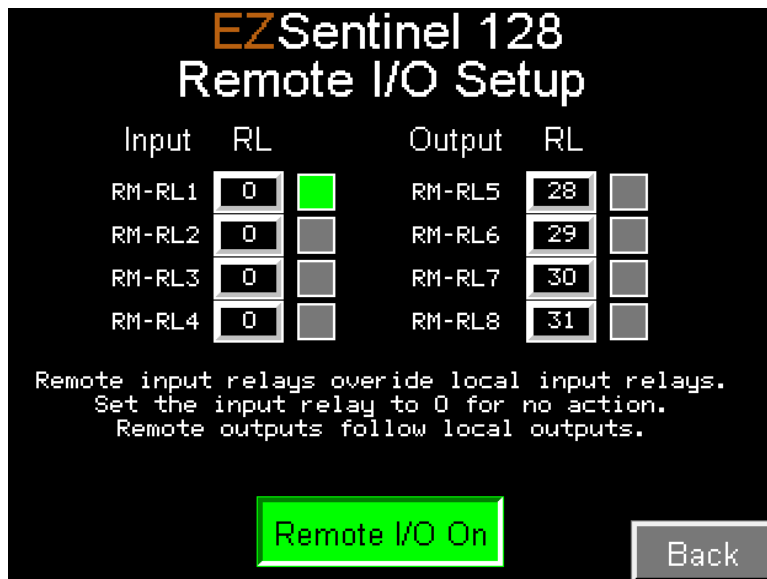 EZSentinel 128
Remote I/O Setup
Input RL Output RL
RM-RL1 0 RM-RL5 28
RM-RL2 0 RM-RL6 29
RM-RL3 0 RM-RL7 30
RM-RL4 0 RM-RL8 31
Remote input relays overide local input relays.
Set the input relay to 0 for no action.
Remote outputs follow local outputs.
Remote I/O On
Back